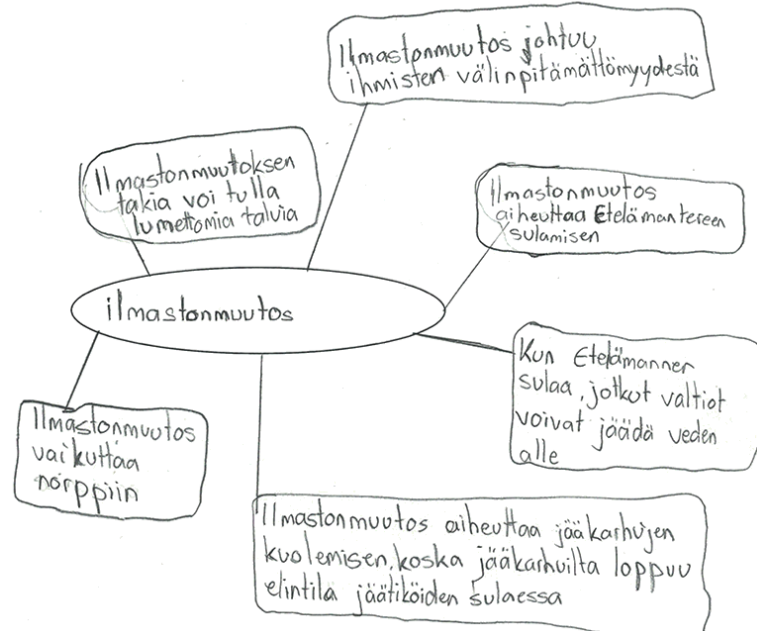 Ilmastonmuutos johtuu
ihmisten välinpitämättömyydestä
Ilmastonmuutoksen
takia voi tulla
lumettomia talvia
Ilmastonmuutos
aiheuttaa Etelämantereen
sulamisen
ilmastonmuutos
Kun Etelämanner
sulaa, jotkut valtiot
voivat jäädä veden
alle
Ilmastonmuutos
vaikuttaa
norppiin
Ilmastonmuutos aiheuttaa jääkarhujen
kuolemisen, koska jääkarhuilta loppuu
elintila jäätiköiden sulaessa